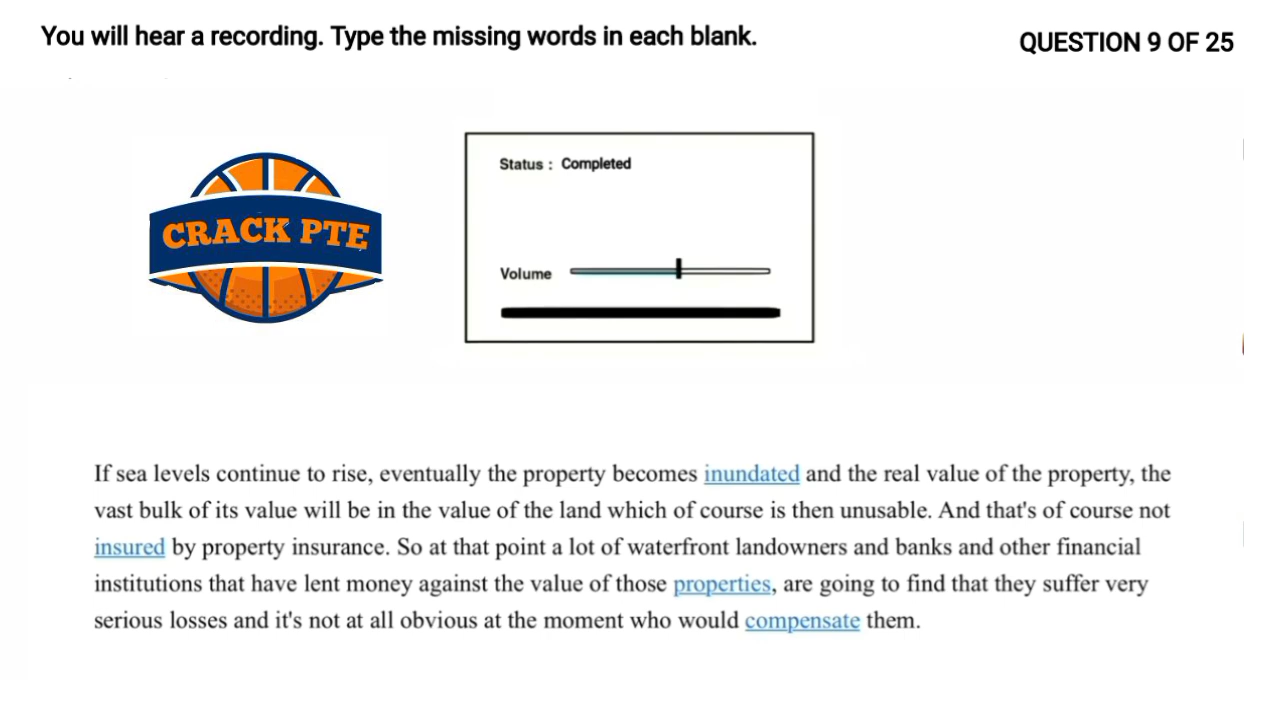 You will hear a recording. Type the missing words in each blank.
QUESTION 9 OF 25
CRACK PTE
Status : Completed
Volume
If sea levels continue to rise, eventually the property becomes inundated and the real value of the property, the
vast bulk of its value will be in the value of the land which of course is then unusable. And that's of course not
insured by property insurance. So at that point a lot of waterfront landowners and banks and other financial
institutions that have lent money against the value of those properties, are going to find that they suffer very
serious losses and it's not at all obvious at the moment who would compensate them.